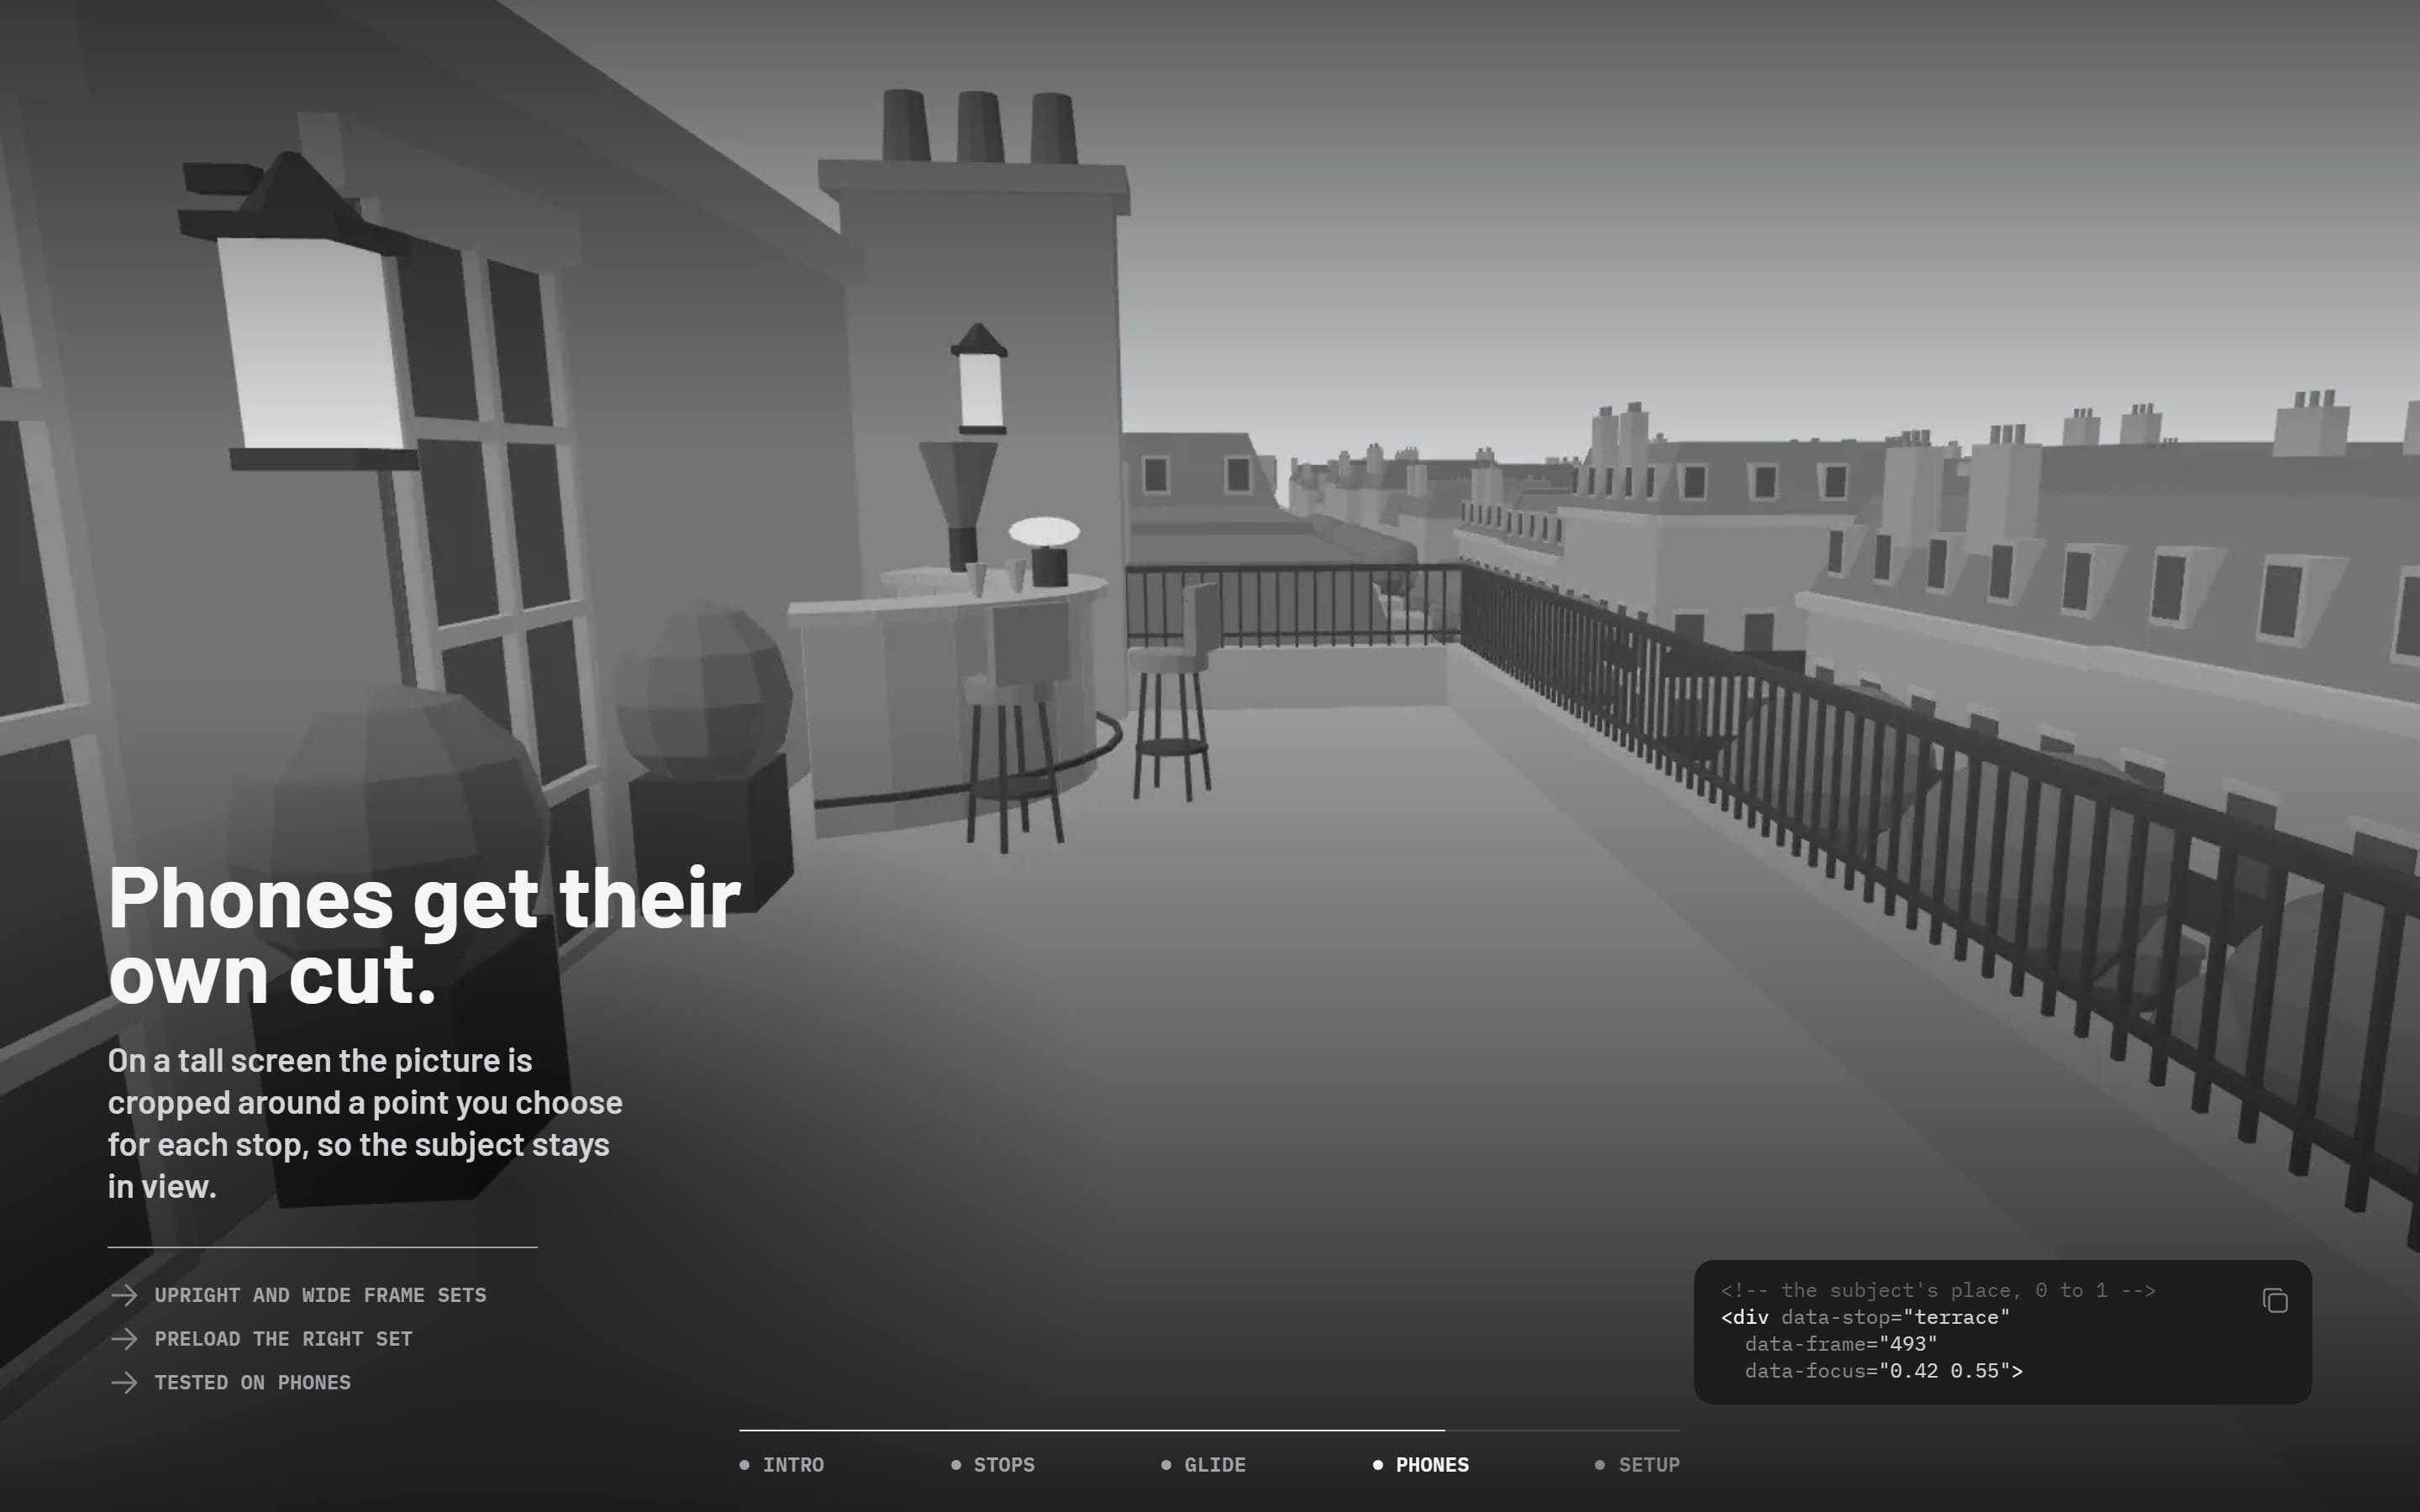 Phones get their
own cut.
On a tall screen the picture is
cropped around a point you choose
for each stop, so the subject stays
in view.
UPRIGHT AND WIDE FRAME SETS
PRELOAD THE RIGHT SET
TESTED ON PHONES
<!-- the subject's place, 0 to 1 -->
<div data-stop="terrace"
data-frame="493"
data-focus="0.42 0.55">
INTRO
STOPS
GLIDE
PHONES
SETUP